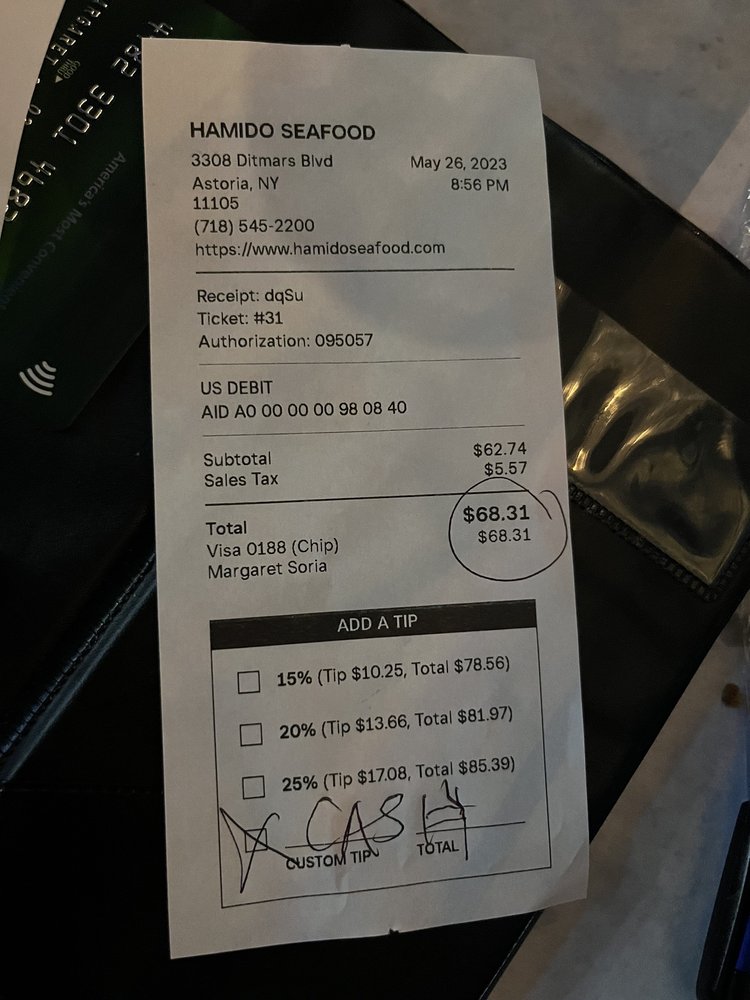 HAMIDO SEAFOOD
3308 Ditmars Blvd May 26, 2023
Astoria, NY 8:56 PM
11105
(718) 545-2200
https://www.hamidoseafood.com
Receipt: dqSu
Ticket: #31
Authorization: 095057
US DEBIT
AID A0 00 00 00 98 08 40
Subtotal $62.74
Sales Tax $5.57
Total $68.31
Visa 0188 (Chip) $68.31
Margaret Soria
ADD A TIP
15% (Tip $10.25, Total $78.56)
20% (Tip $13.66, Total $81.97)
25% (Tip $17.08, Total $85.39)
CASH
CUSTOM TIP TOTAL
America's Most Convenient